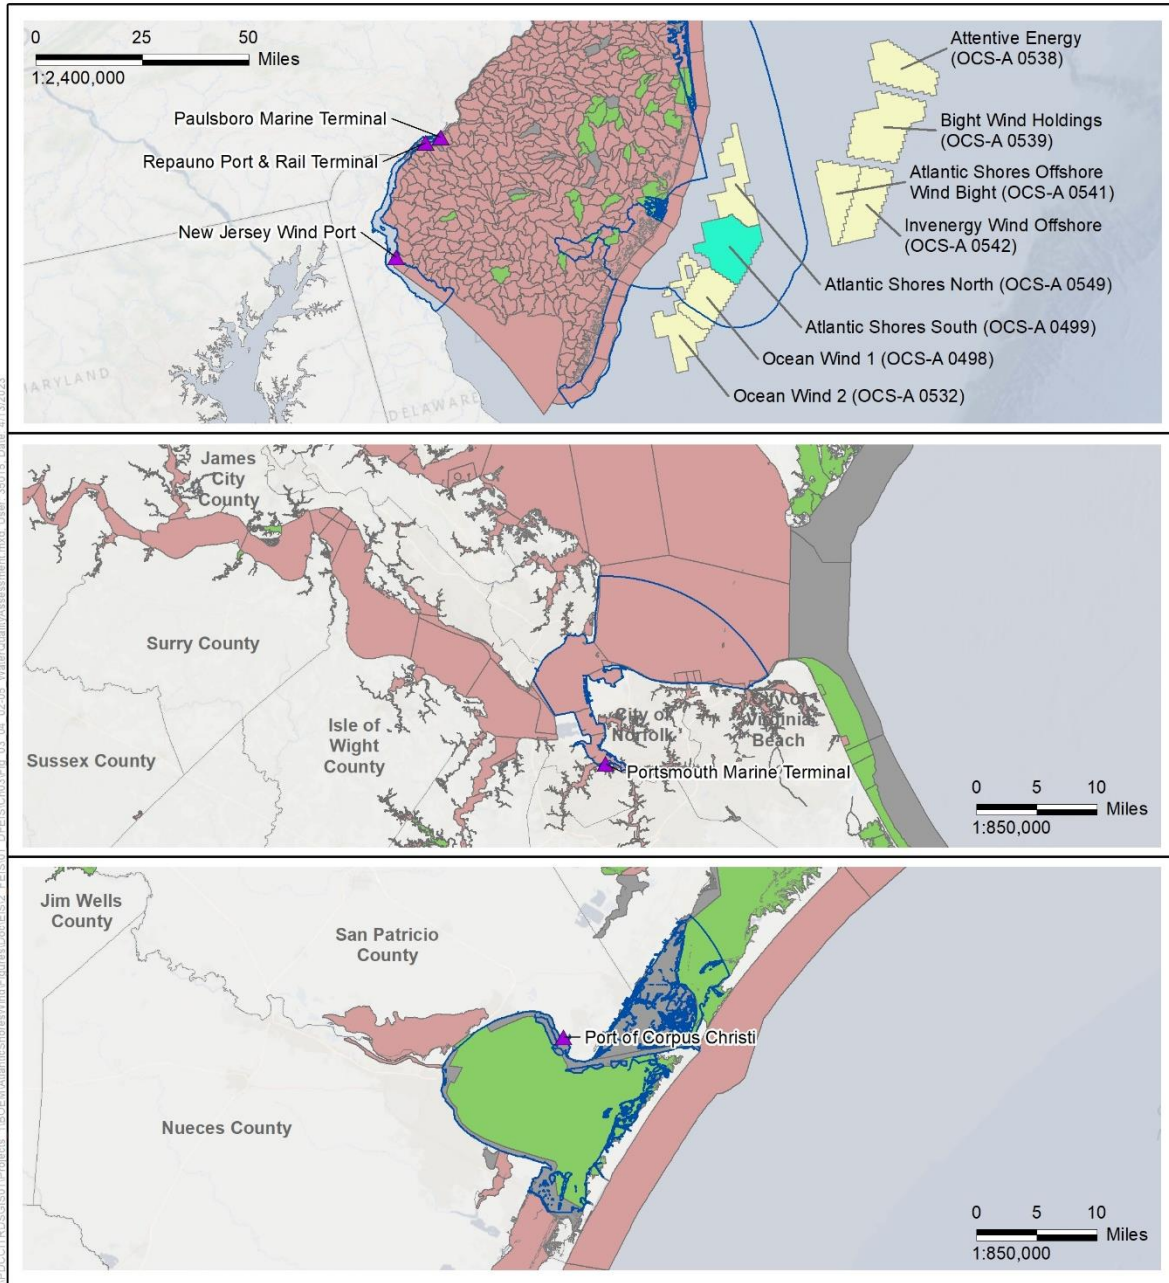 0 25 50
Miles
1:2,400,000
Paulsboro Marine Terminal
Repauno Port & Rail Terminal
New Jersey Wind Port
MARYLAND
DELAWARE
Attentive Energy
(OCS-A 0538)
Bight Wind Holdings
(OCS-A 0539)
Atlantic Shores Offshore
Wind Bight (OCS-A 0541)
Invenergy Wind Offshore
(OCS-A 0542)
Atlantic Shores North (OCS-A 0549)
Atlantic Shores South (OCS-A 0499)
Ocean Wind 1 (OCS-A 0498)
Ocean Wind 2 (OCS-A 0532)
James
City
County
Surry County
Isle of
Wight
County
Sussex County
City of
Norfolk
City of
Virginia
Beach
Portsmouth Marine Terminal
0 5 10
Miles
1:850,000
Jim Wells
County
San Patricio
County
Port of Corpus Christi
Nueces County
0 5 10
Miles
1:850,000